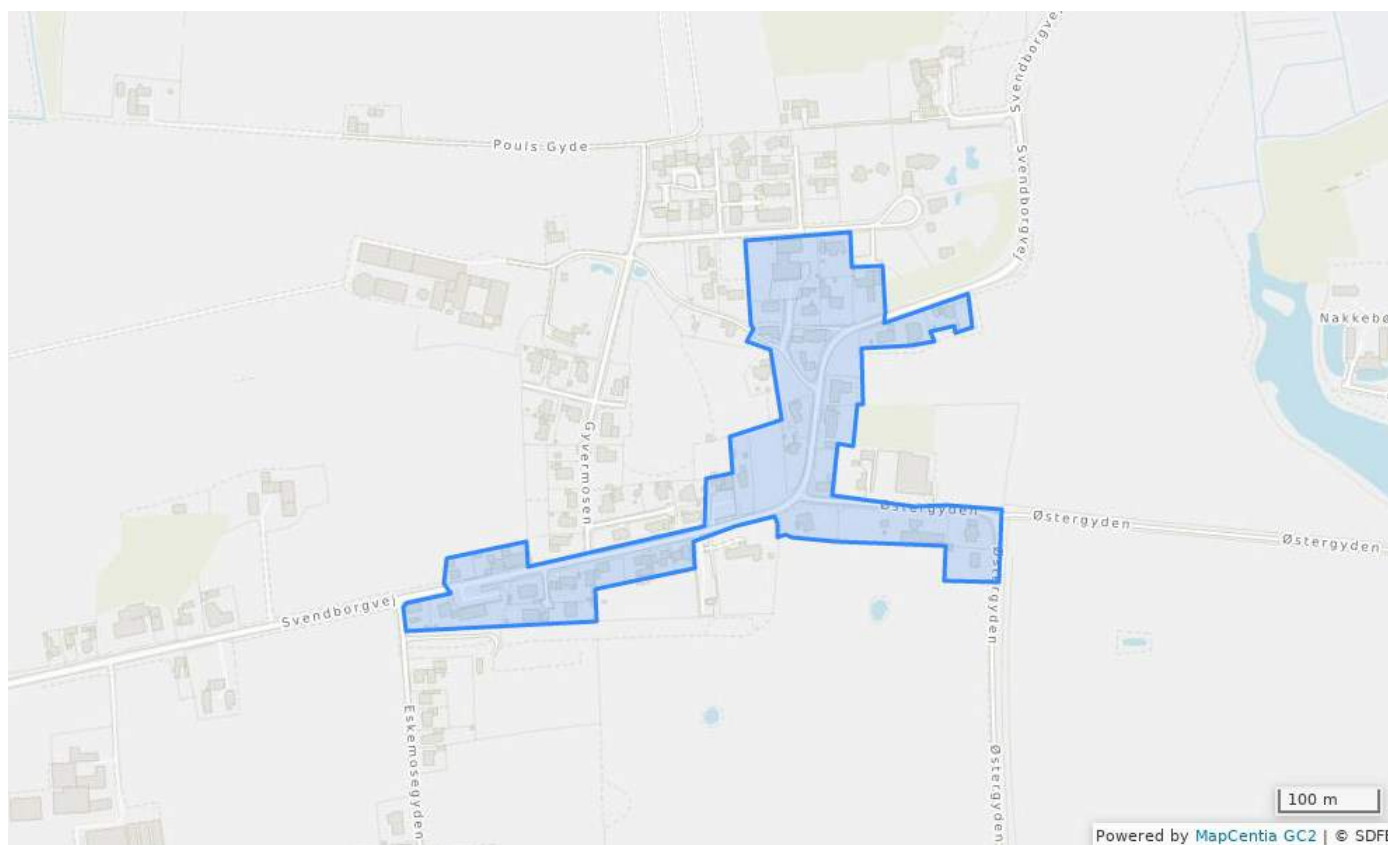 Svendborgvej
Pouls Gyde
Svendborgvej
Nakkebø
Gyvermosen
Østergyden
Østergyden
Østergyden
Østergyden
Svendborgvej
Eskemosegyden
Østergyden
100 m
Powered by MapCentia GC2 | © SDFE